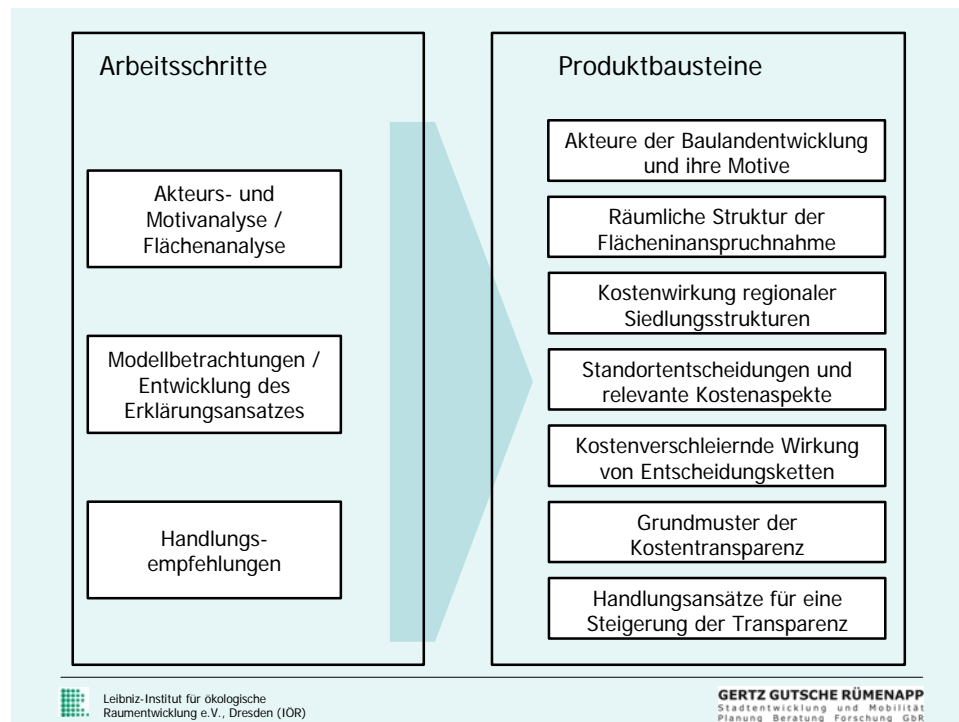 Arbeitsschritte
Akteurs- und
Motivanalyse /
Flächenanalyse
Modellbetrachtungen /
Entwicklung des
Erklärungsansatzes
Handlungs-
empfehlungen
Produktbausteine
Akteure der Baulandentwicklung
und ihre Motive
Räumliche Struktur der
Flächeninanspruchnahme
Kostenwirkung regionaler
Siedlungsstrukturen
Standortentscheidungen und
relevante Kostenaspekte
Kostenverschleiernde Wirkung
von Entscheidungsketten
Grundmuster der
Kostentransparenz
Handlungsansätze für eine
Steigerung der Transparenz
Leibniz-Institut für ökologische
Raumentwicklung e.V., Dresden (IÖR)
GERTZ GUTSCHE RÜMENAPP
Stadtentwicklung und Mobilität
Planung Beratung Forschung GbR